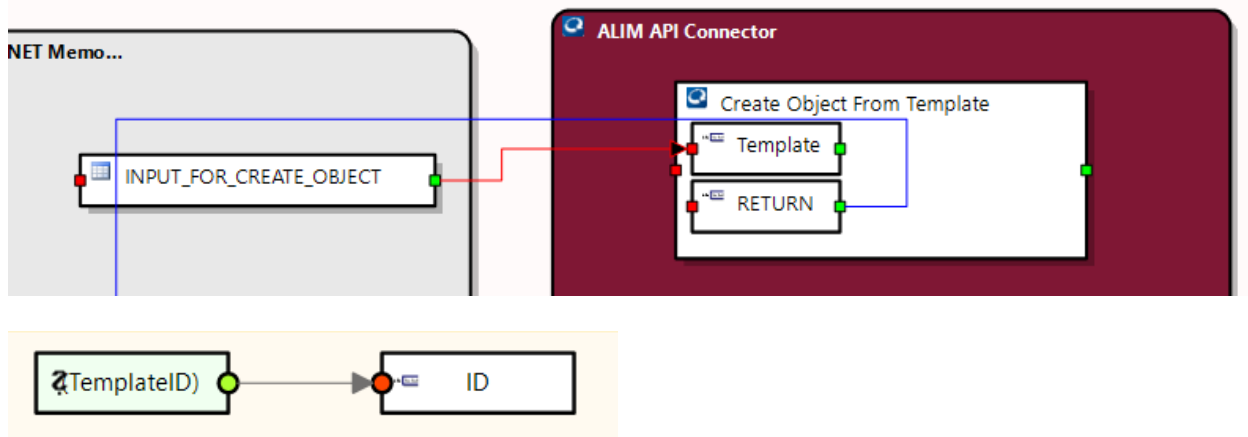 NET Memo...
ALIM API Connector
Create Object From Template
Template
INPUT_FOR_CREATE_OBJECT
RETURN
(TemplateID)
ID